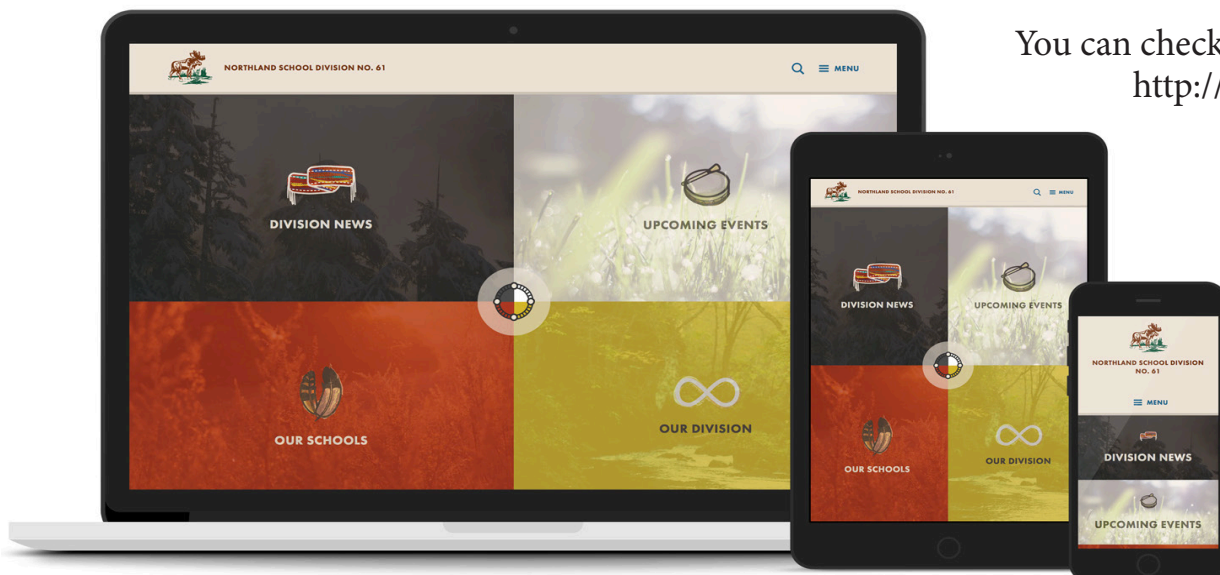 You can check
http://
NORTHLAND SCHOOL DIVISION NO. 61
MENU
DIVISION NEWS
UPCOMING EVENTS
OUR SCHOOLS
OUR DIVISION
NORTHLAND SCHOOL DIVISION NO. 61
MENU
DIVISION NEWS
UPCOMING EVENTS
OUR SCHOOLS
OUR DIVISION
NORTHLAND SCHOOL DIVISION
NO. 61
MENU
DIVISION NEWS
UPCOMING EVENTS